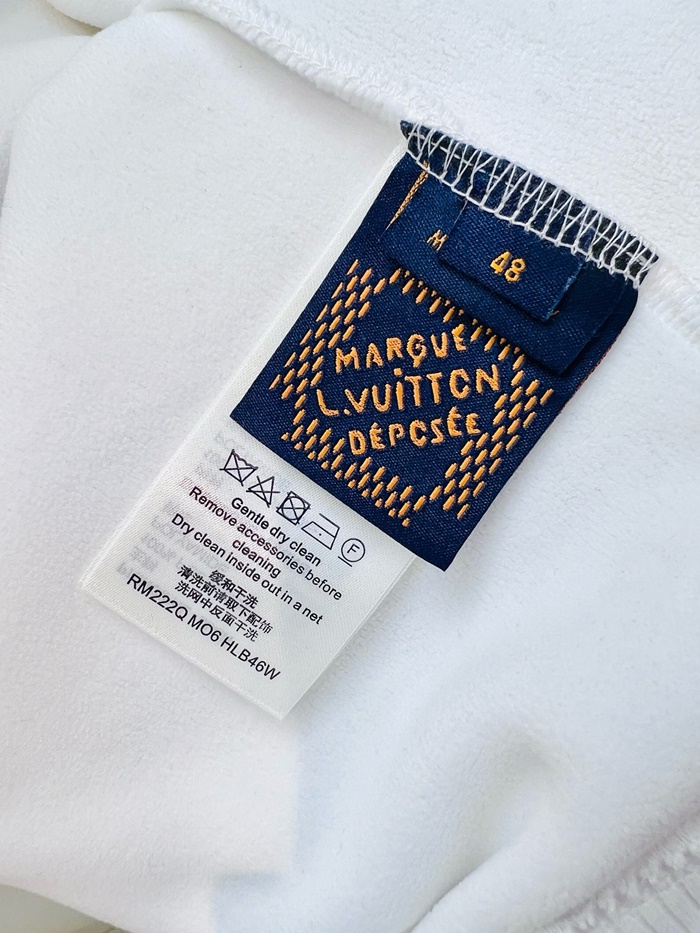 M
48
MARQUE
L.VUITTON
DÉPOSÉE
F
Gentle dry clean
Remove accessories before
cleaning
Dry clean inside out in a net
缓和干洗
清洗前请取下配饰
洗网中反面干洗
RM222Q MO6 HLB46W